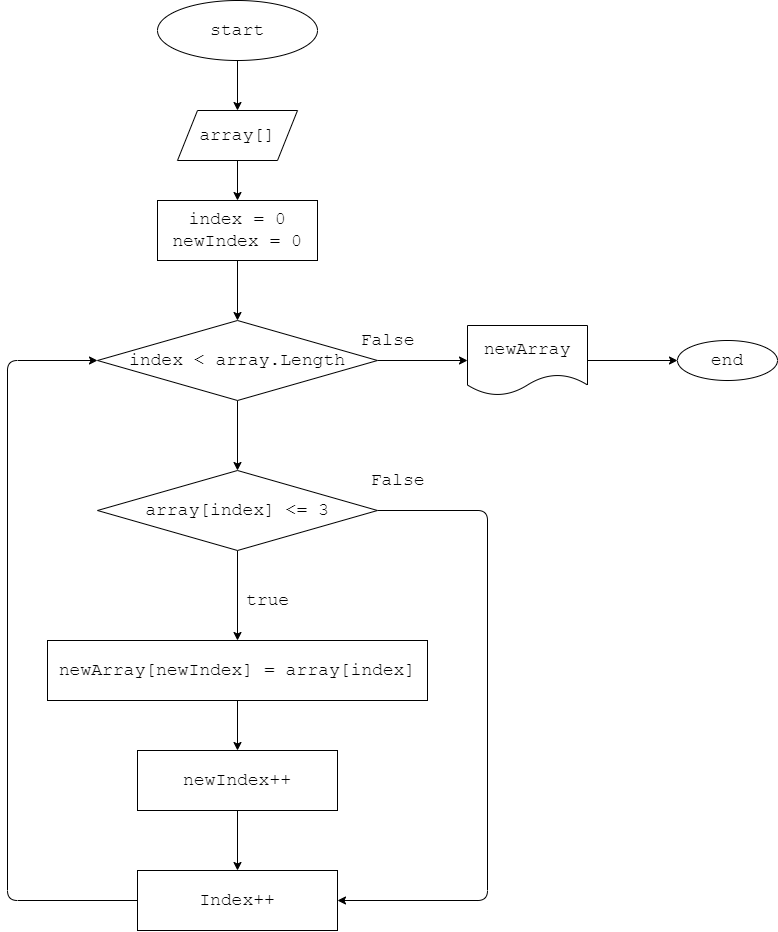 start
array[]
index = 0
newIndex = 0
index < array.Length
False
newArray
end
array[index] <= 3
False
true
newArray[newIndex] = array[index]
newIndex++
Index++